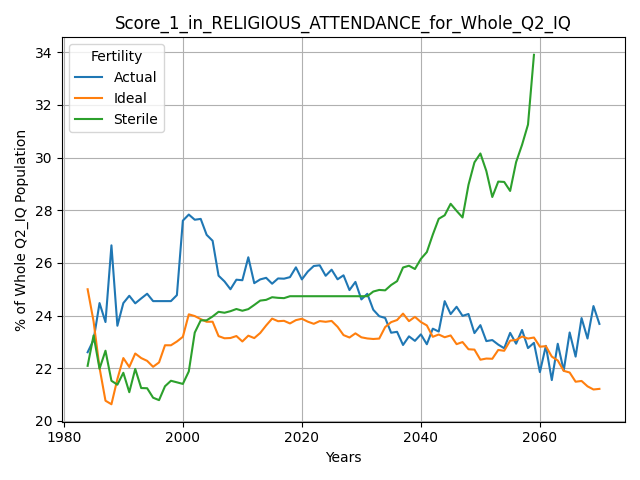 Score_1_in_RELIGIOUS_ATTENDANCE_for_Whole_Q2_IQ
Fertility
Actual
Ideal
Sterile
% of Whole Q2_IQ Population
34
32
30
28
26
24
22
20
1980
2000
2020
2040
2060
Years